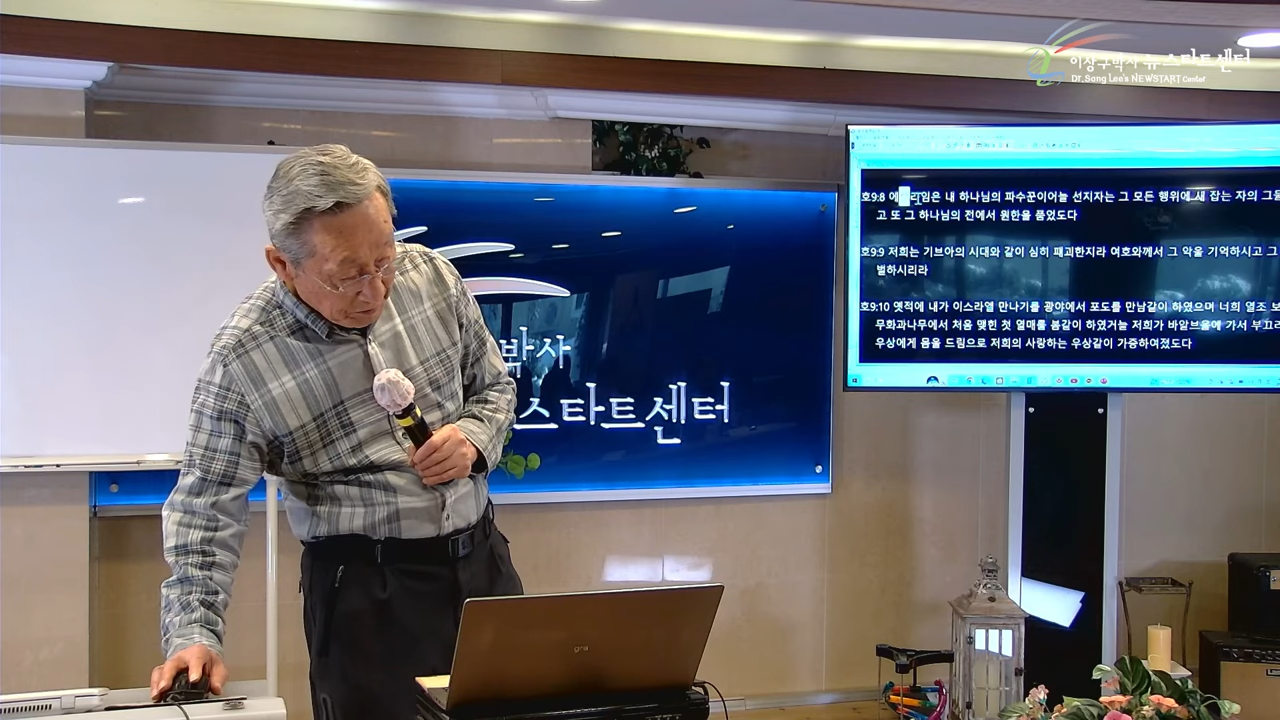 이상구박사 뉴스타트센터
Dr. Sang Lee's NEWSTART Center
호9:8 에브라임은 내 하나님의 파수꾼이어늘 선지자는 그 모든 행위에 새 잡는 자의 그물
고 또 그 하나님의 전에서 원한을 품었도다
호9:9 저희는 기브아의 시대와 같이 심히 패괴한지라 여호와께서 그 악을 기억하시고 그
벌하시리라
호9:10 옛적에 내가 이스라엘 만나기를 광야에서 포도를 만남같이 하였으며 너희 열조 보
무화과나무에서 처음 맺힌 첫 열매를 봄같이 하였거늘 저희가 바알브올에 가서 부끄러
우상에게 몸을 드림으로 저희의 사랑하는 우상같이 가증하여졌도다
박사
스타트센터
gram